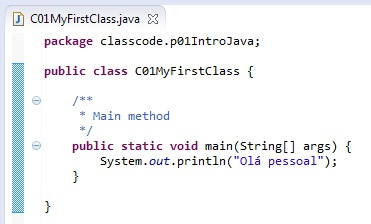 C01MyFirstClass.java
package classcode.p01IntroJava;
public class C01MyFirstClass {
/**
* Main method
*/
public static void main(String[] args) {
System.out.println("Olá pessoal");
}
}